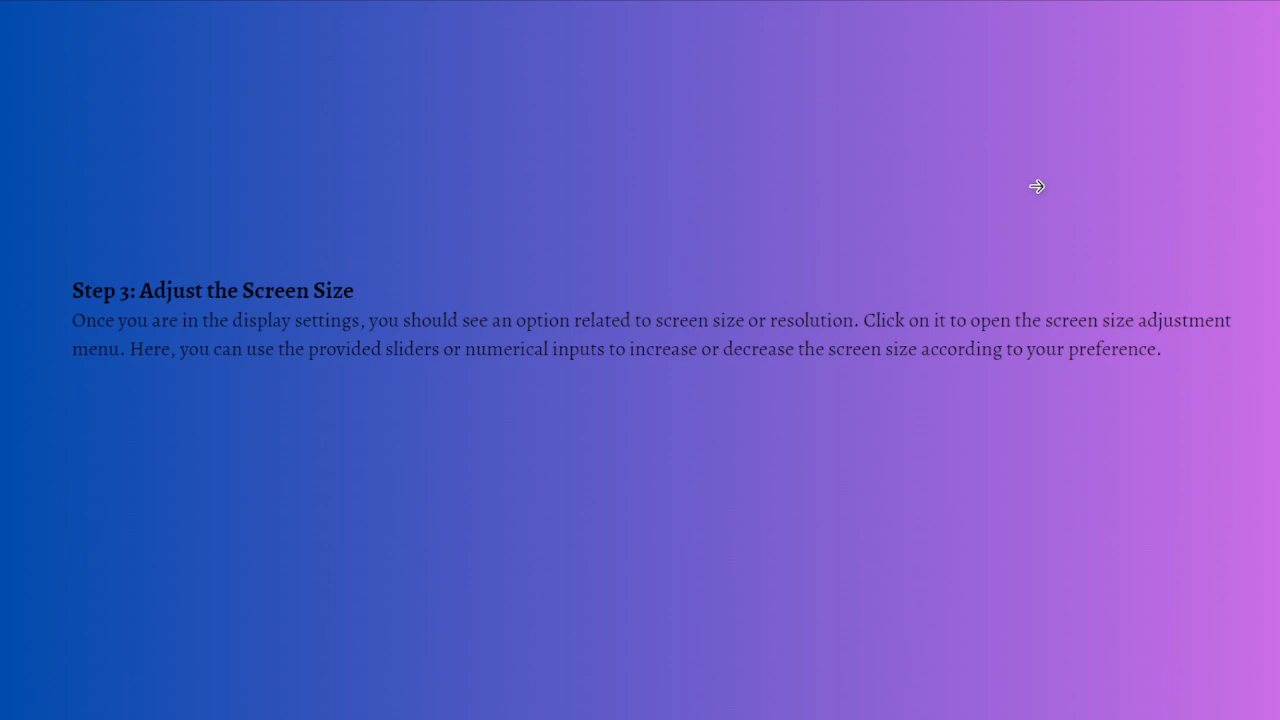 Step 3: Adjust the Screen Size
Once you are in the display settings, you should see an option related to screen size or resolution. Click on it to open the screen size adjustment
menu. Here, you can use the provided sliders or numerical inputs to increase or decrease the screen size according to your preference.